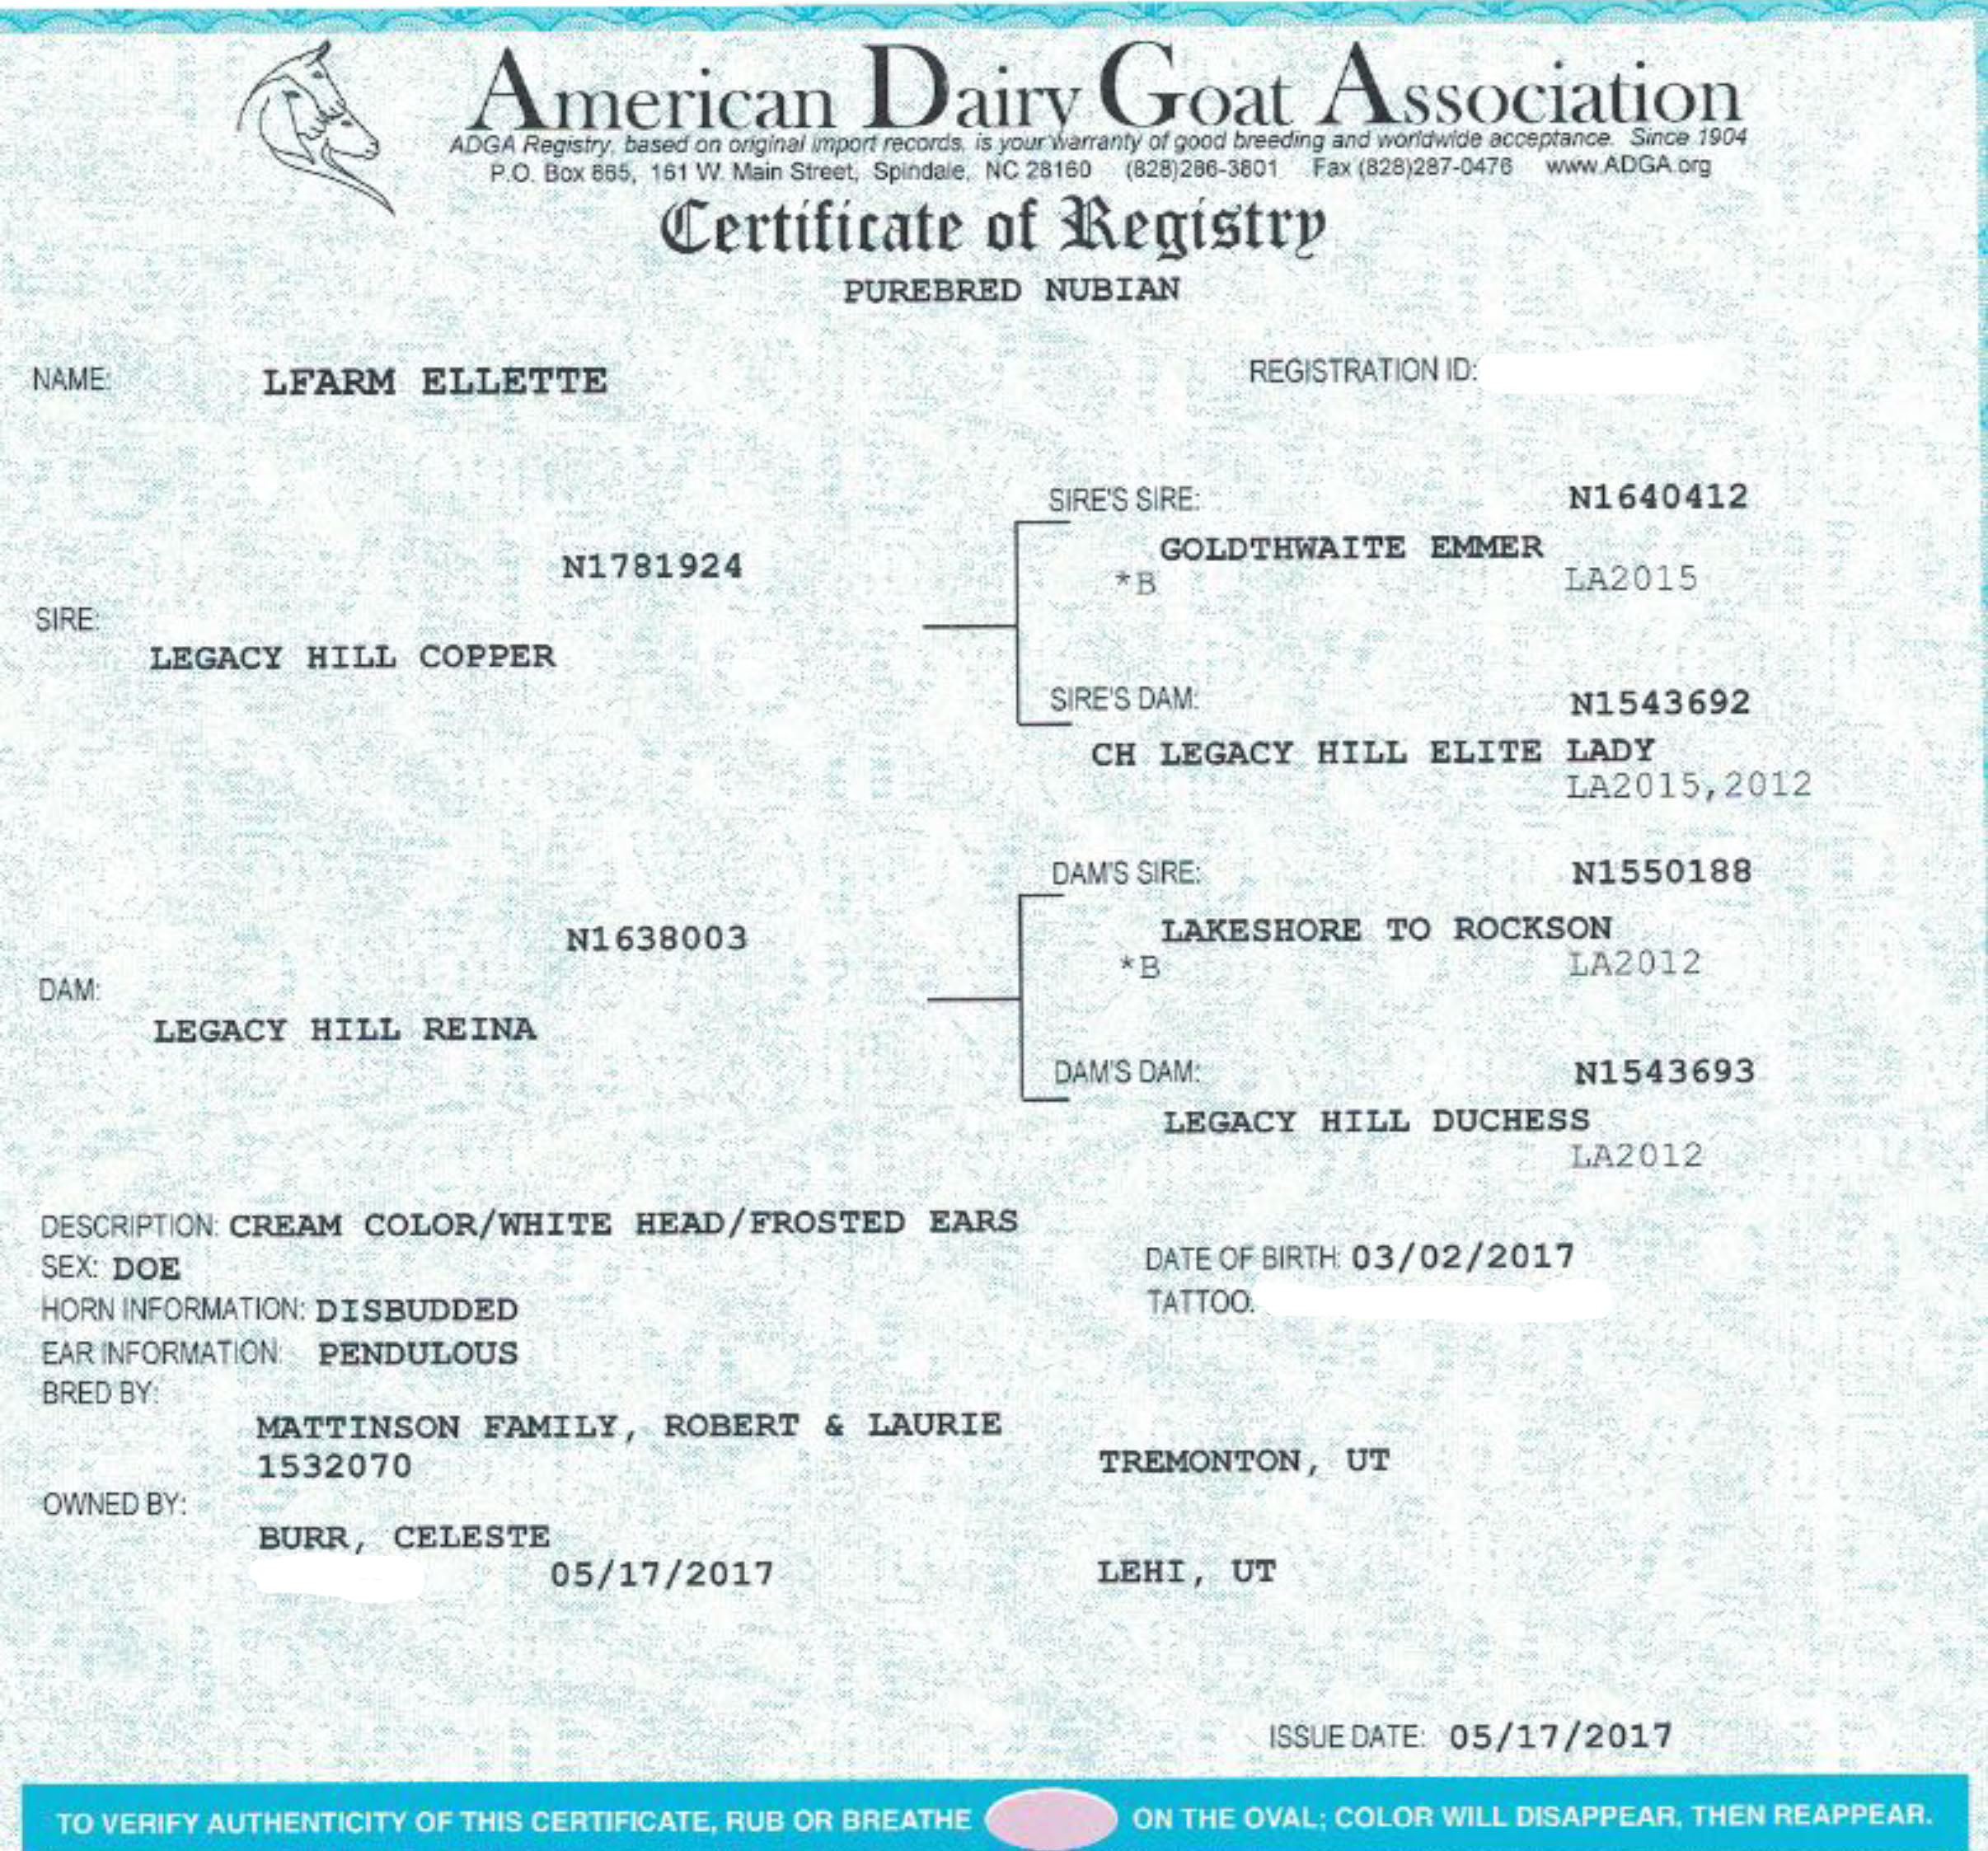 American Dairy Goat Association
ADGA Registry, based on original import records, is your warranty of good breeding and worldwide acceptance. Since 1904
P.O. Box 865, 161 W. Main Street, Spindale, NC 28160 (828)286-3801 Fax (828)287-0476 www.ADGA.org
Certificate of Registry
PUREBRED NUBIAN
NAME: LFARM ELLETTE
REGISTRATION ID:
SIRE'S SIRE: N1640412
GOLDTHWAITE EMMER
*B LA2015
N1781924
SIRE:
LEGACY HILL COPPER
SIRE'S DAM: N1543692
CH LEGACY HILL ELITE LADY
LA2015,2012
DAM'S SIRE: N1550188
LAKESHORE TO ROCKSON
*B LA2012
N1638003
DAM:
LEGACY HILL REINA
DAM'S DAM: N1543693
LEGACY HILL DUCHESS
LA2012
DESCRIPTION: CREAM COLOR/WHITE HEAD/FROSTED EARS
SEX: DOE
DATE OF BIRTH: 03/02/2017
HORN INFORMATION: DISBUDDED
TATTOO:
EAR INFORMATION: PENDULOUS
BRED BY:
MATTINSON FAMILY, ROBERT & LAURIE
1532070 TREMONTON, UT
OWNED BY:
BURR, CELESTE
05/17/2017 LEHI, UT
ISSUE DATE: 05/17/2017
TO VERIFY AUTHENTICITY OF THIS CERTIFICATE, RUB OR BREATHE ON THE OVAL; COLOR WILL DISAPPEAR, THEN REAPPEAR.